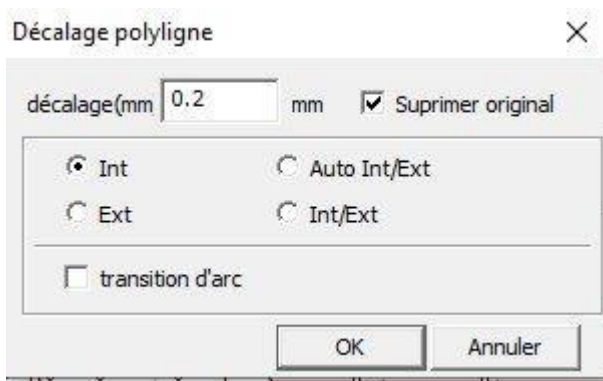 Décalage polyligne
décalage(mm 0.2 mm Suprimer original
Int Auto Int/Ext
Ext Int/Ext
transition d'arc
OK Annuler